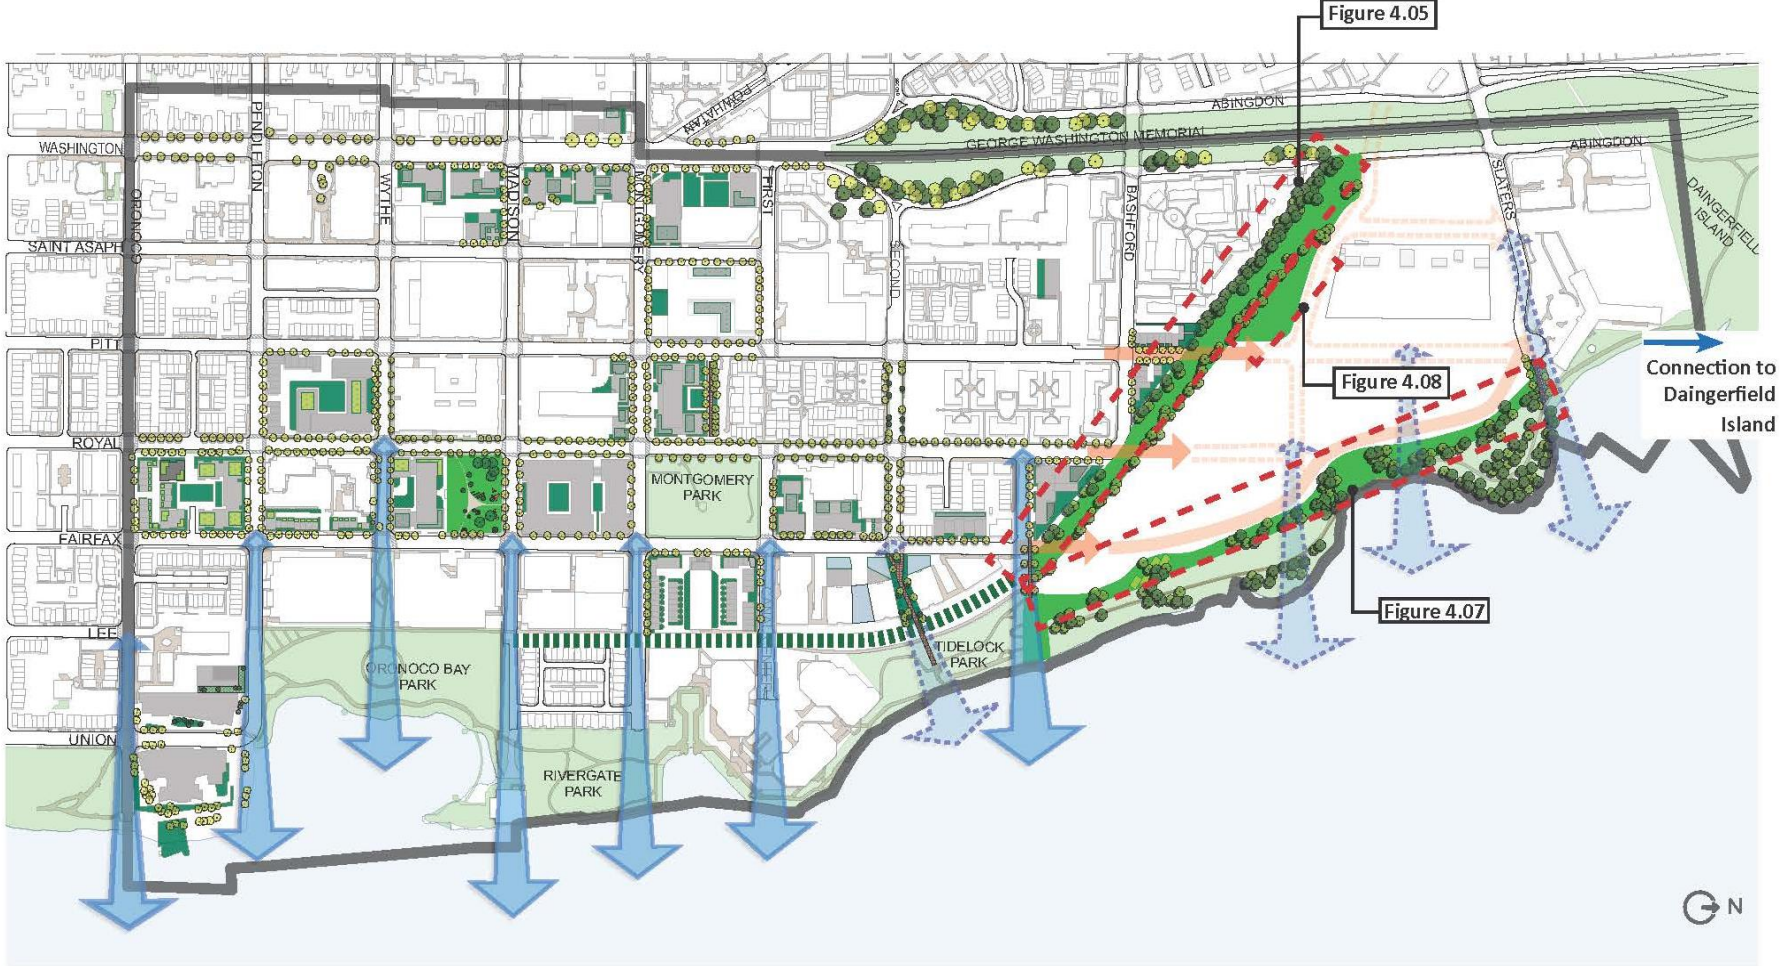 Figure 4.05
ABINGDON
POWHATAN
GEORGE WASHINGTON MEMORIAL
ABINGDON
WASHINGTON
ORONOCO
PENDLETON
WYTHE
MADISON
MONTGOMERY
FIRST
SECOND
BASHFORD
SLATERS
DAINGERFIELD
ISLAND
SAINT ASAPH
PITT
Connection to
Daingerfield
Island
Figure 4.08
ROYAL
MONTGOMERY
PARK
FAIRFAX
Figure 4.07
LEE
ORONOCO BAY
PARK
TIDELOCK
PARK
UNION
RIVERGATE
PARK
N